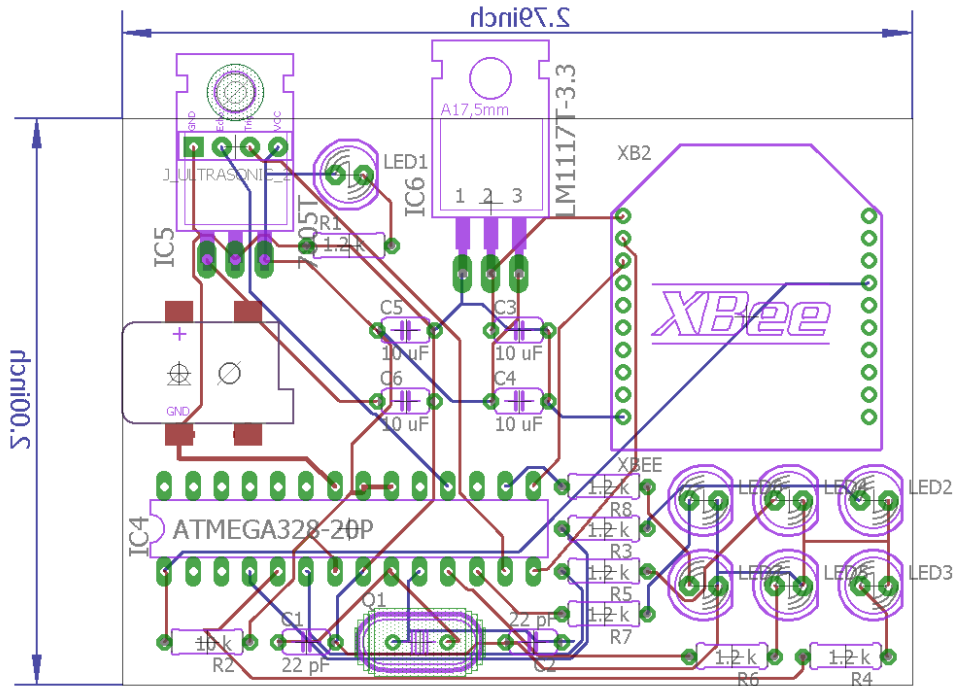 2.79inch
GND
Echo
Trig
VCC
J_ULTRASONIC_2
IC5
7805T
LED1
R1
1.2 k
A17,5mm
IC6
1 2 3
LM1117T-3.3
XB2
XBee
XBEE
2.00inch
+
GND
C5
10 uF
C3
10 uF
C6
10 uF
C4
10 uF
IC4
ATMEGA328-20P
1.2 k
R8
1.2 k
R3
1.2 k
R5
1.2 k
R7
LED2
LED3
10 k
R2
C1
22 pF
Q1
22 pF
C2
1.2 k
R6
1.2 k
R4